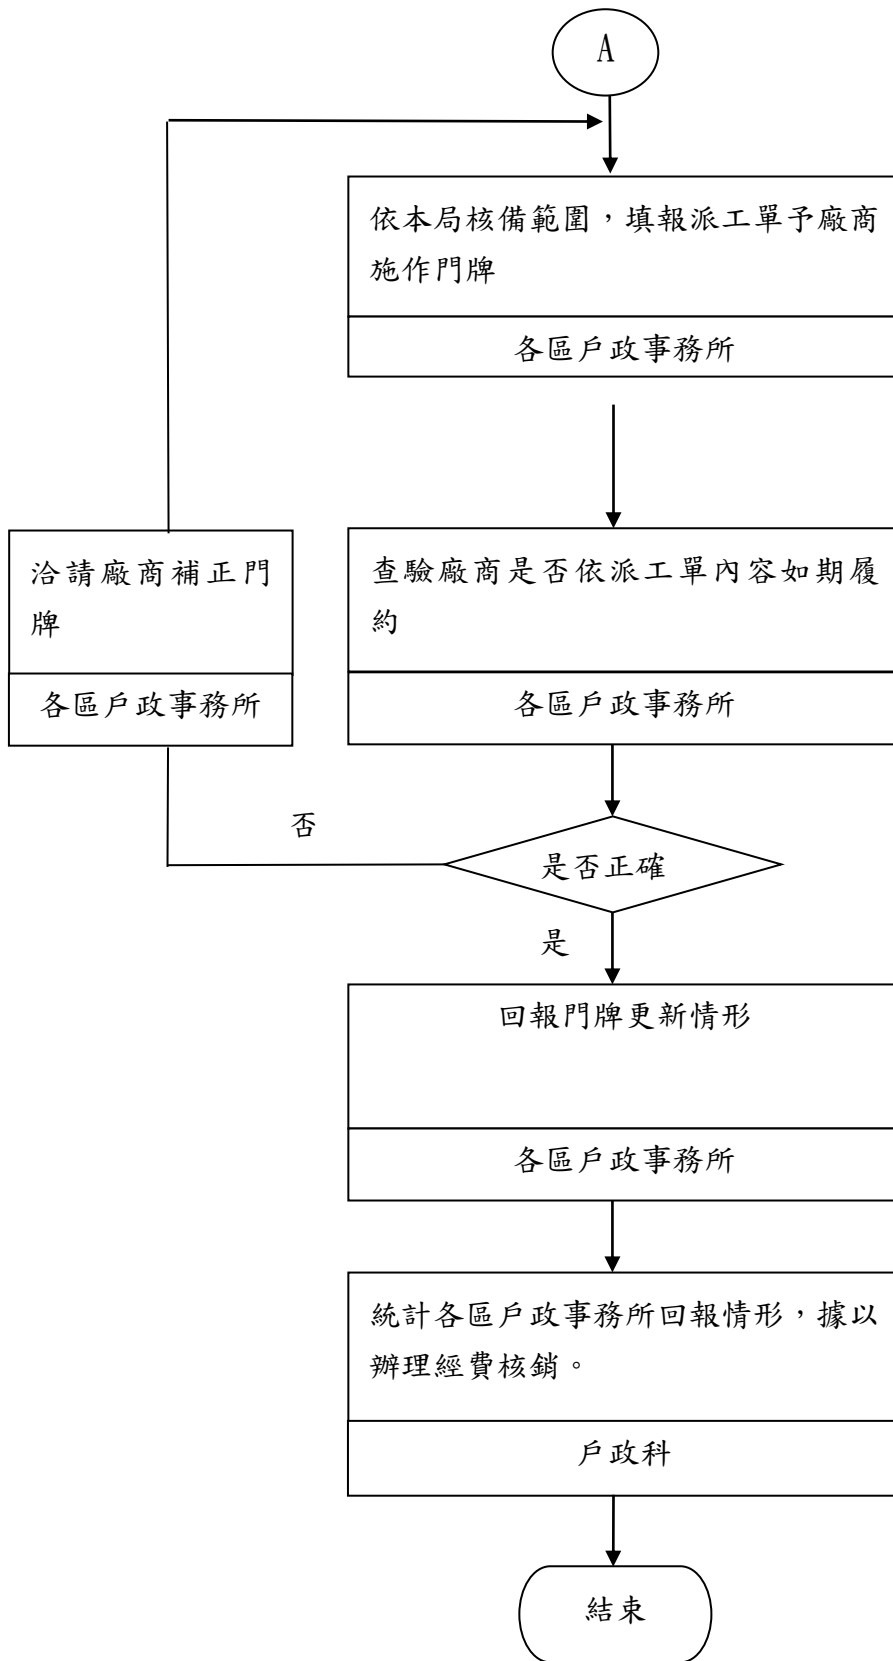 A
依本局核備範圍，填報派工單予廠商
施作門牌
各區戶政事務所
洽請廠商補正門
牌
各區戶政事務所
查驗廠商是否依派工單內容如期履
約
各區戶政事務所
否
是否正確
是
回報門牌更新情形
各區戶政事務所
統計各區戶政事務所回報情形，據以
辦理經費核銷。
戶政科
結束